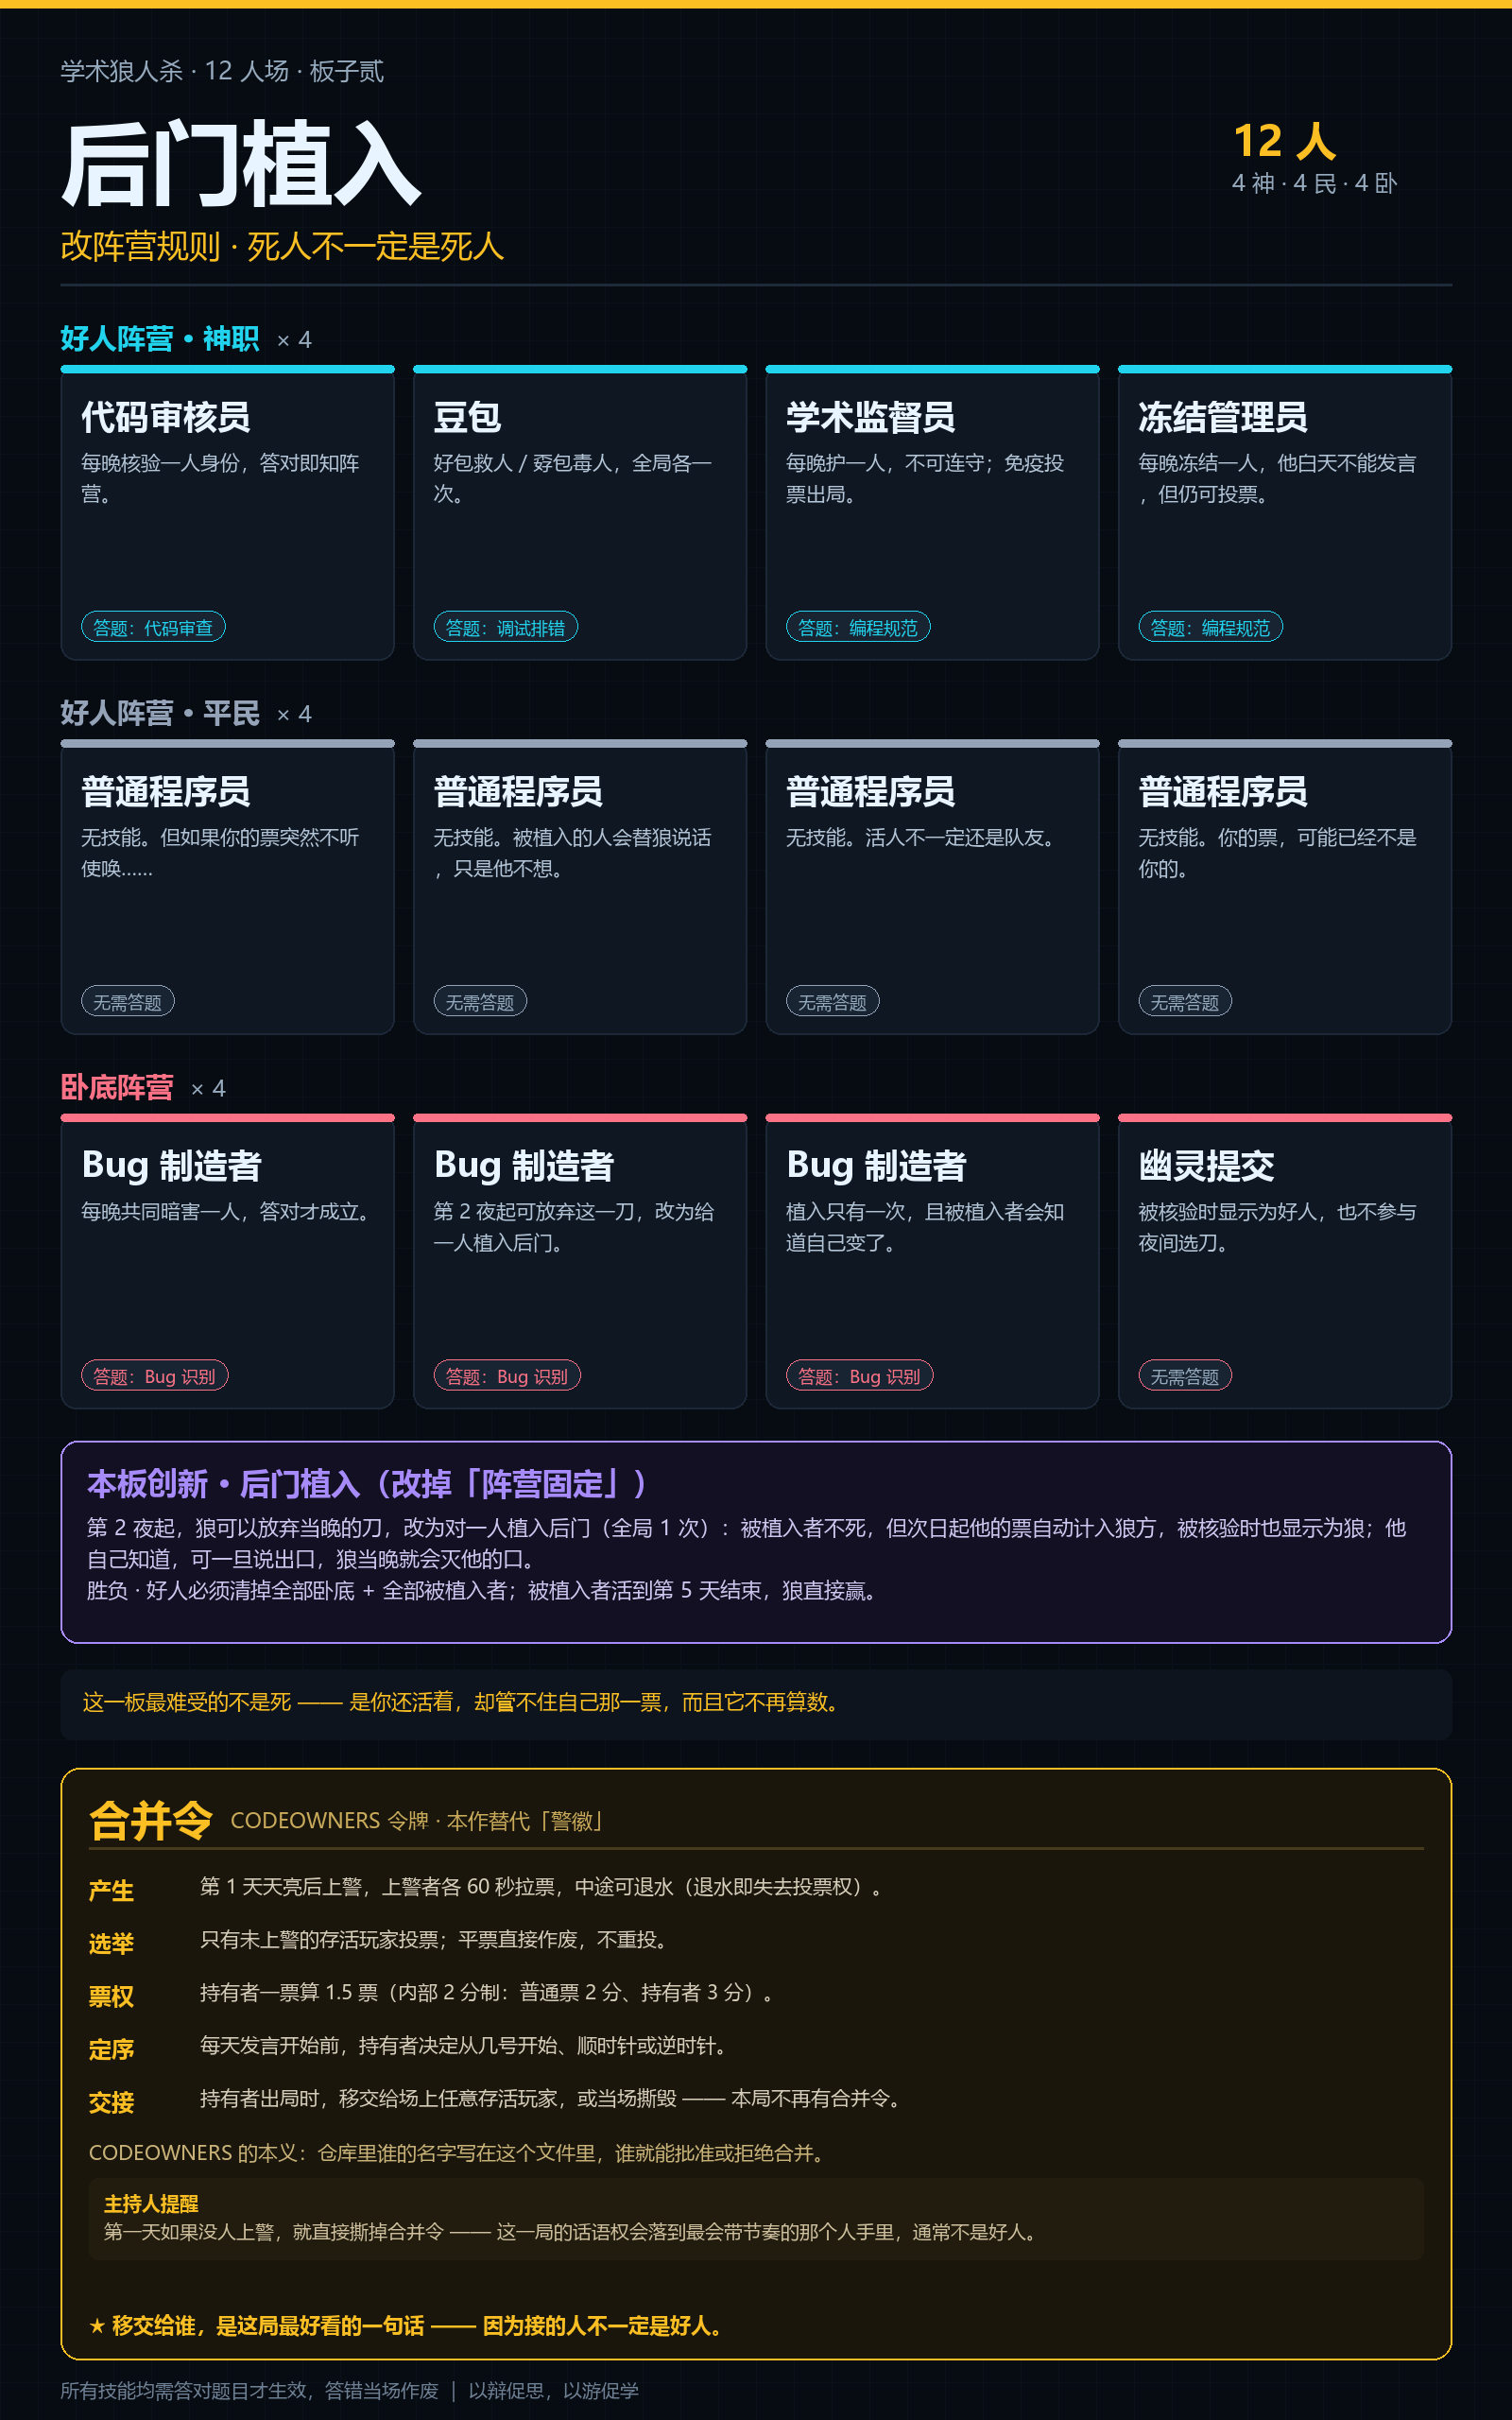 学术狼人杀 · 12 人场 · 板子贰
后门植入
12 人
4 神 · 4 民 · 4 卧
改阵营规则 · 死人不一定是死人
好人阵营 · 神职 × 4
代码审核员
每晚核验一人身份，答对即知阵
营。
答题：代码审查
豆包
好包救人 / 孬包毒人，全局各一
次。
答题：调试排错
学术监督员
每晚护一人，不可连守；免疫投
票出局。
答题：编程规范
冻结管理员
每晚冻结一人，他白天不能发言
，但仍可投票。
答题：编程规范
好人阵营 · 平民 × 4
普通程序员
无技能。但如果你的票突然不听
使唤……
无需答题
普通程序员
无技能。被植入的人会替狼说话
，只是他不想。
无需答题
普通程序员
无技能。活人不一定还是队友。
无需答题
普通程序员
无技能。你的票，可能已经不是
你的。
无需答题
卧底阵营 × 4
Bug 制造者
每晚共同暗害一人，答对才成立。
答题：Bug 识别
Bug 制造者
第 2 夜起可放弃这一刀，改为给
一人植入后门。
答题：Bug 识别
Bug 制造者
植入只有一次，且被植入者会知
道自己变了。
答题：Bug 识别
幽灵提交
被核验时显示为好人，也不参与
夜间选刀。
无需答题
本板创新 · 后门植入（改掉「阵营固定」）
第 2 夜起，狼可以放弃当晚的刀，改为对一人植入后门（全局 1 次）：被植入者不死，但次日起他的票自动计入狼方，被核验时也显示为狼；他
自己知道，可一旦说出口，狼当晚就会灭他的口。
胜负 · 好人必须清掉全部卧底 + 全部被植入者；被植入者活到第 5 天结束，狼直接赢。
这一板最难受的不是死 —— 是你还活着，却管不住自己那一票，而且它不再算数。
合并令 CODEOWNERS 令牌 · 本作替代「警徽」
产生 第 1 天天亮后上警，上警者各 60 秒拉票，中途可退水（退水即失去投票权）。
选举 只有未上警的存活玩家投票；平票直接作废，不重投。
票权 持有者一票算 1.5 票（内部 2 分制：普通票 2 分、持有者 3 分）。
定序 每天发言开始前，持有者决定从几号开始、顺时针或逆时针。
交接 持有者出局时，移交给场上任意存活玩家，或当场撕毁 —— 本局不再有合并令。
CODEOWNERS 的本义：仓库里谁的名字写在这个文件里，谁就能批准或拒绝合并。
主持人提醒
第一天如果没人上警，就直接撕掉合并令 —— 这一局的话语权会落到最会带节奏的那个人手里，通常不是好人。
★ 移交给谁，是这局最好看的一句话 —— 因为接的人不一定是好人。
所有技能均需答对题目才生效，答错当场作废 ｜ 以辩促思，以游促学